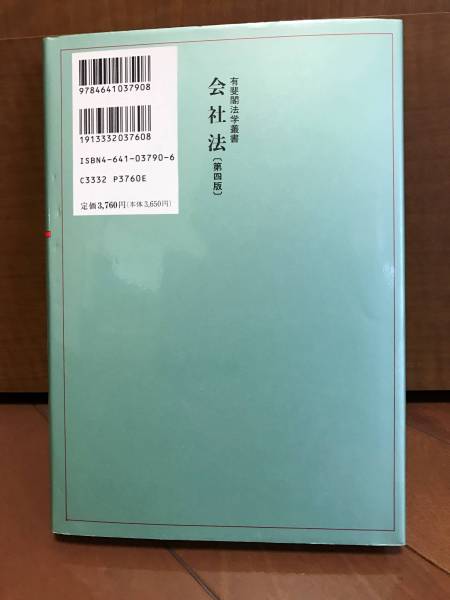 有斐閣法学叢書
会社法〔第四版〕
9784641037908
1913332037608
ISBN4-641-03790-6
C3332 P3760E
定価3,760円(本体3,650円)